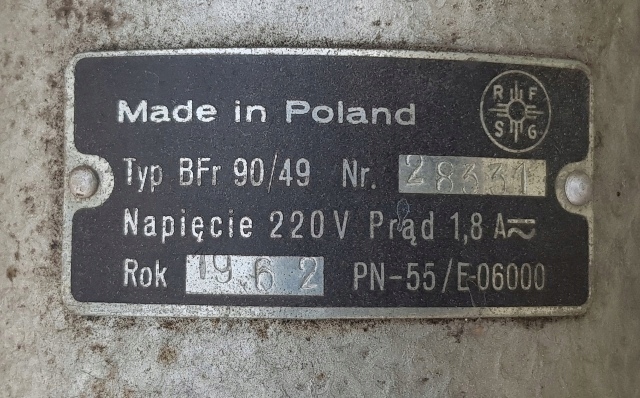 R F
S G
Made in Poland
Typ BFr 90/49 Nr. 28331
Napięcie 220V Prąd 1,8 A⎓
Rok 1962 PN-55/E-06000